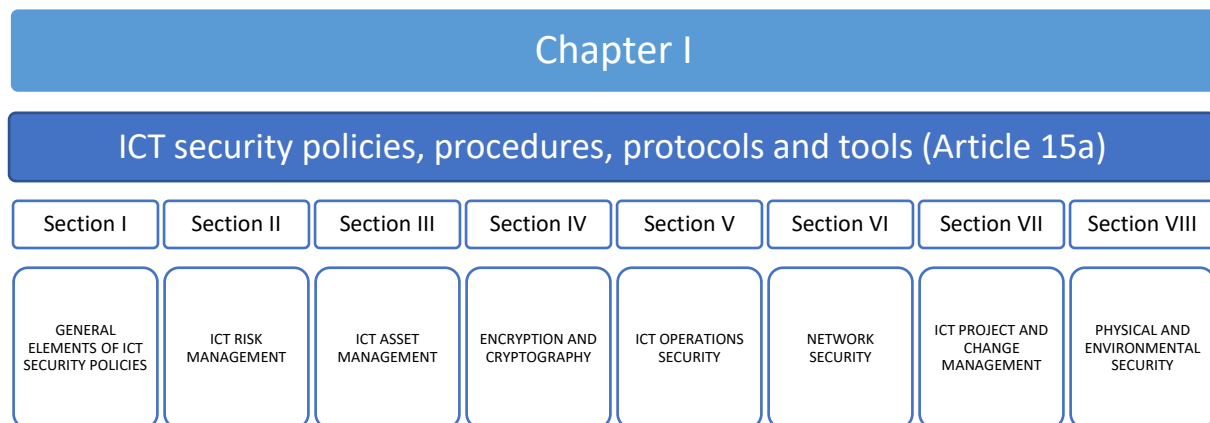 Chapter I
ICT security policies, procedures, protocols and tools (Article 15a)
Section I
Section II
Section III
Section IV
Section V
Section VI
Section VII
Section VIII
GENERAL
ELEMENTS OF ICT
SECURITY POLICIES
ICT RISK
MANAGEMENT
ICT ASSET
MANAGEMENT
ENCRYPTION AND
CRYPTOGRAPHY
ICT OPERATIONS
SECURITY
NETWORK
SECURITY
ICT PROJECT AND
CHANGE
MANAGEMENT
PHYSICAL AND
ENVIRONMENTAL
SECURITY